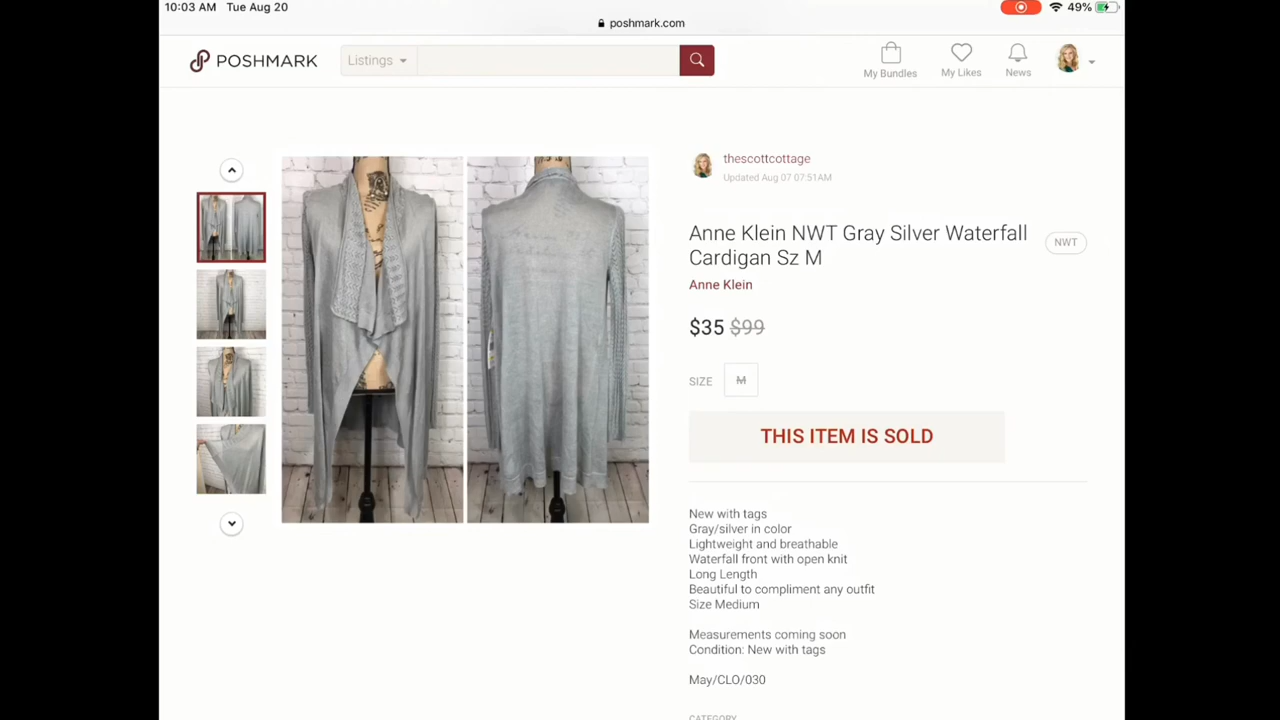 10:03 AM Tue Aug 20
49%
poshmark.com
POSHMARK
Listings
My Bundles
My Likes
News
thescottcottage
Updated Aug 07 07:51AM
Anne Klein NWT Gray Silver Waterfall
Cardigan Sz M
NWT
Anne Klein
$35 $99
SIZE M
THIS ITEM IS SOLD
New with tags
Gray/silver in color
Lightweight and breathable
Waterfall front with open knit
Long Length
Beautiful to compliment any outfit
Size Medium
Measurements coming soon
Condition: New with tags
May/CLO/030
CATEGORY